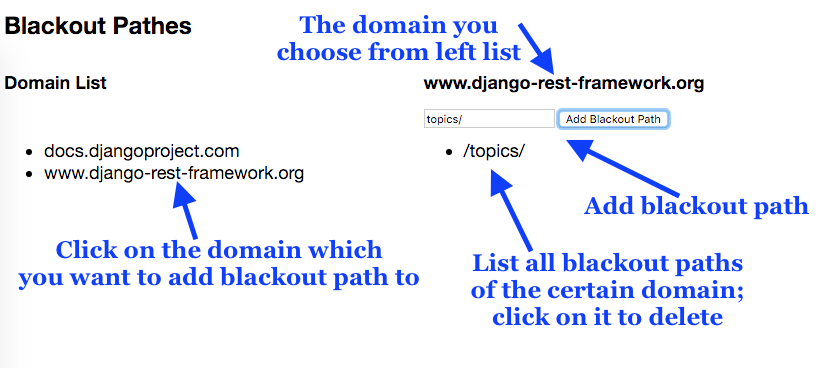 Blackout Pathes
The domain you
choose from left list
Domain List
www.django-rest-framework.org
topics/
Add Blackout Path
docs.djangoproject.com
www.django-rest-framework.org
/topics/
Click on the domain which
you want to add blackout path to
Add blackout path
List all blackout paths
of the certain domain;
click on it to delete